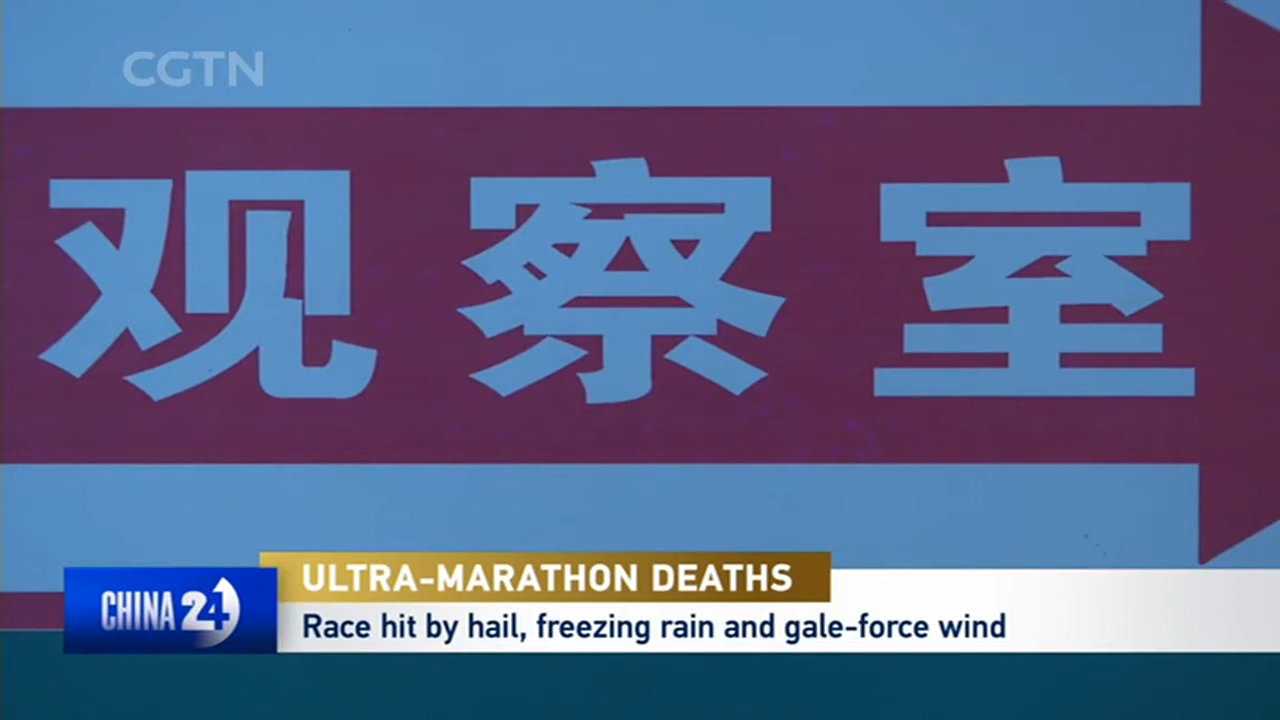 CGTN
观察室
ULTRA-MARATHON DEATHS
CHINA 24
Race hit by hail, freezing rain and gale-force wind